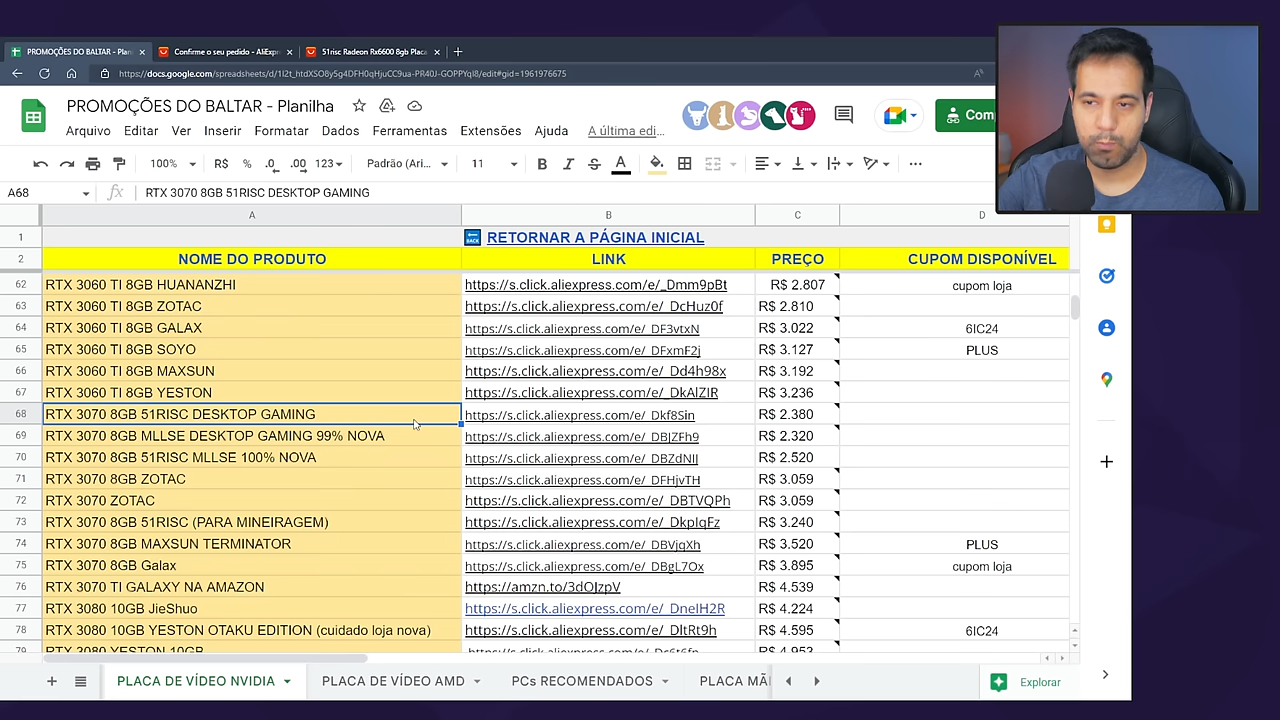 PROMOÇÕES DO BALTAR - Plani
Confirme o seu pedido - AliExpr
51risc Radeon Rx6600 8gb Placa
https://docs.google.com/spreadsheets/d/1I2t_htdXSO8y5g4DFH0qHjuCC9ua-PR40J-GOPPYqI8/edit#gid=1961976675
PROMOÇÕES DO BALTAR - Planilha
Arquivo Editar Ver Inserir Formatar Dados Ferramentas Extensões Ajuda A última edi...
Com
100% R$ % .0 .00 123 Padrão (Ari... 11 B I S A
A68 fx RTX 3070 8GB 51RISC DESKTOP GAMING
A B C D
1 BACK RETORNAR A PÁGINA INICIAL
2 NOME DO PRODUTO LINK PREÇO CUPOM DISPONÍVEL
62 RTX 3060 TI 8GB HUANANZHI https://s.click.aliexpress.com/e/_Dmm9pBt R$ 2.807 cupom loja
63 RTX 3060 TI 8GB ZOTAC https://s.click.aliexpress.com/e/_DcHuz0f R$ 2.810
64 RTX 3060 TI 8GB GALAX https://s.click.aliexpress.com/e/_DF3vtxN R$ 3.022 6IC24
65 RTX 3060 TI 8GB SOYO https://s.click.aliexpress.com/e/_DFxmF2j R$ 3.127 PLUS
66 RTX 3060 TI 8GB MAXSUN https://s.click.aliexpress.com/e/_Dd4h98x R$ 3.192
67 RTX 3060 TI 8GB YESTON https://s.click.aliexpress.com/e/_DkAlZIR R$ 3.236
68 RTX 3070 8GB 51RISC DESKTOP GAMING https://s.click.aliexpress.com/e/_Dkf8Sin R$ 2.380
69 RTX 3070 8GB MLLSE DESKTOP GAMING 99% NOVA https://s.click.aliexpress.com/e/_DBJZFh9 R$ 2.320
70 RTX 3070 8GB 51RISC MLLSE 100% NOVA https://s.click.aliexpress.com/e/_DBZdNIJ R$ 2.520
71 RTX 3070 8GB ZOTAC https://s.click.aliexpress.com/e/_DFHjvTH R$ 3.059
72 RTX 3070 ZOTAC https://s.click.aliexpress.com/e/_DBTVQPh R$ 3.059
73 RTX 3070 8GB 51RISC (PARA MINEIRAGEM) https://s.click.aliexpress.com/e/_DkpIqFz R$ 3.240
74 RTX 3070 8GB MAXSUN TERMINATOR https://s.click.aliexpress.com/e/_DBVjqXh R$ 3.520 PLUS
75 RTX 3070 8GB Galax https://s.click.aliexpress.com/e/_DBgL7Ox R$ 3.895 cupom loja
76 RTX 3070 TI GALAXY NA AMAZON https://amzn.to/3dOJzpV R$ 4.539
77 RTX 3080 10GB JieShuo https://s.click.aliexpress.com/e/_DneIH2R R$ 4.224
78 RTX 3080 10GB YESTON OTAKU EDITION (cuidado loja nova) https://s.click.aliexpress.com/e/_DltRt9h R$ 4.595 6IC24
79 RTX 3080 YESTON 10GB R$ 4.953
PLACA DE VÍDEO NVIDIA PLACA DE VÍDEO AMD PCs RECOMENDADOS PLACA MÃ Explorar